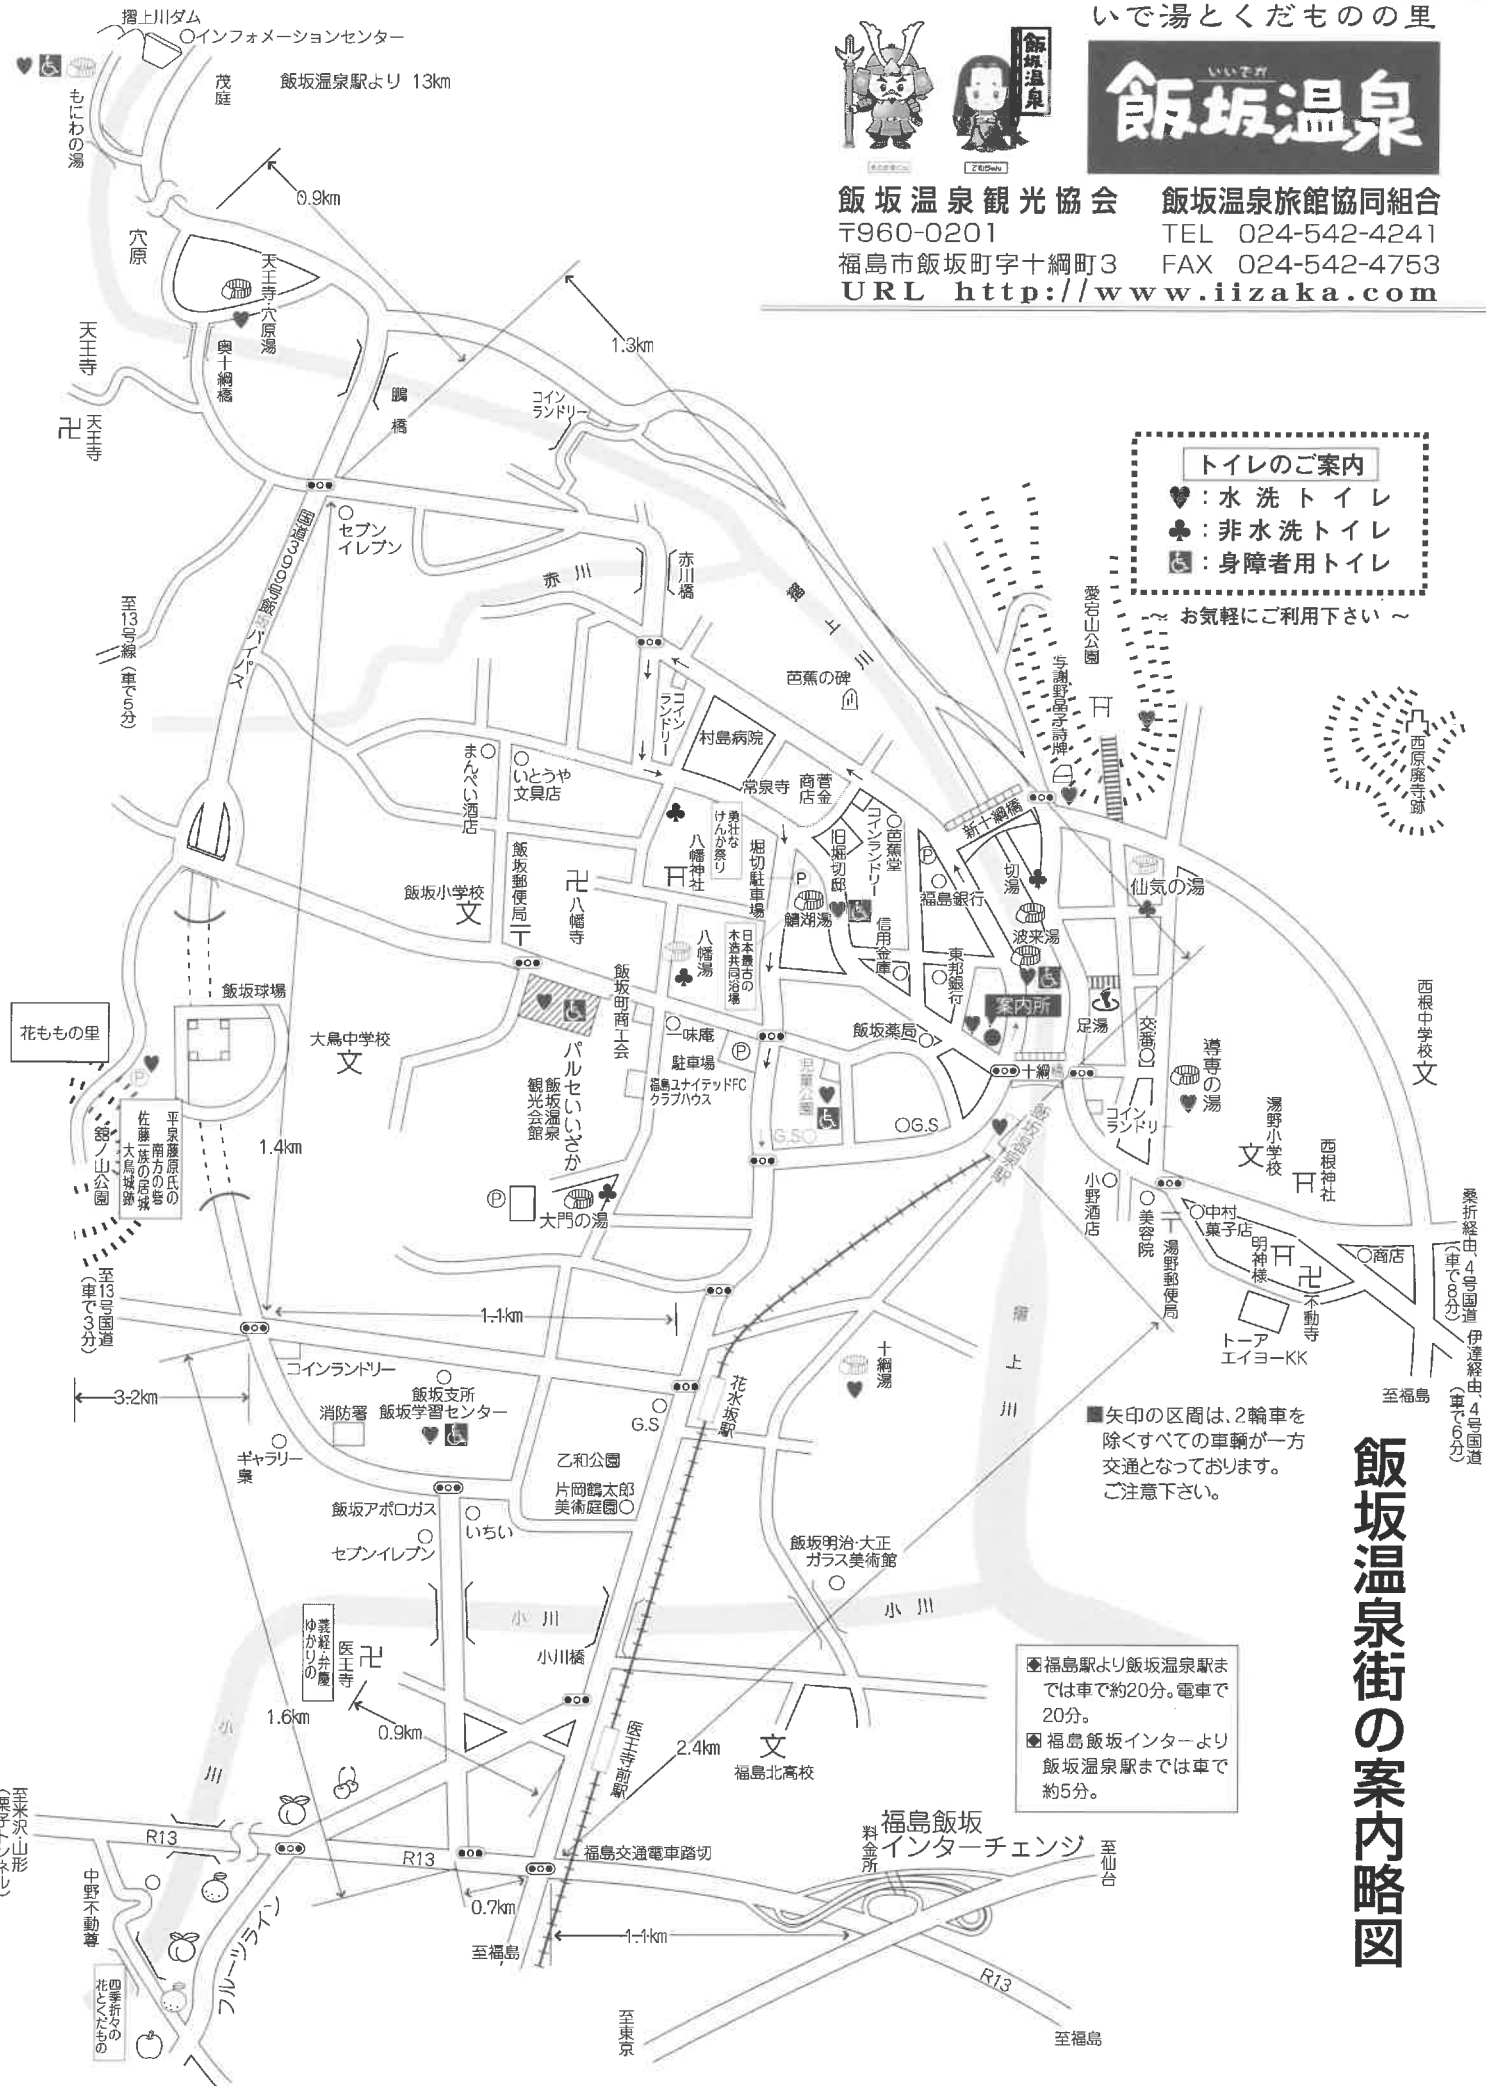 いで湯とくだものの里
いいざか
飯坂温泉
飯坂温泉
飯坂温泉観光協会
〒960-0201
福島市飯坂町字十綱町3
飯坂温泉旅館協同組合
TEL 024-542-4241
FAX 024-542-4753
URL http://www.iizaka.com
摺上川ダム
インフォメーションセンター
茂庭
飯坂温泉駅より 13km
もにわの湯
0.9km
穴原
天王寺・穴原湯
天王寺
奥十綱橋
鵬橋
天王寺
1.3km
コイン
ランドリー
トイレのご案内
:水洗トイレ
:非水洗トイレ
:身障者用トイレ
～ お気軽にご利用下さい ～
セブン
イレブン
国道399号飯坂バイパス
赤川
赤川橋
摺上川
至13号線(車で5分)
愛宕山公園
与謝野晶子詩碑
芭蕉の碑
西原廃寺跡
コイン
ランドリー
村島病院
まんぺい酒店
いとうや
文具店
常泉寺
菅金
商店
新十綱橋
勇壮な
けんか祭り
八幡神社
堀切駐車場
旧堀切邸
コインランドリー
芭蕉堂
P
福島銀行
切湯
仙気の湯
飯坂小学校
文
飯坂郵便局
〒
八幡寺
P
鯖湖湯
信用金庫
波来湯
八幡湯
日本最古の
木造共同浴場
東邦銀行
案内所
足湯
交番
飯坂町商工会
一味庵
駐車場
P
飯坂薬局
十綱橋
導専の湯
西根中学校
文
飯坂球場
花ももの里
大鳥中学校
文
P
パルセいいざか
飯坂温泉
観光会館
福島ユナイテッドFC
クラブハウス
児童公園
G.S
G.S
飯坂温泉駅
コイン
ランドリー
湯野小学校
文
西根神社
平泉藤原氏の
南方の砦
佐藤一族の居城
大鳥城跡
舘ノ山公園
1.4km
P
大門の湯
小野酒店
美容院
〒
湯野郵便局
中村
菓子店
明神様
不動寺
商店
桑折経由、4号国道
(車で8分)
伊達経由、4号国道
(車で6分)
至13号国道
(車で3分)
1.1km
トーア
エイヨーKK
至福島
3.2km
コインランドリー
飯坂支所
飯坂学習センター
消防署
G.S
花水坂駅
十綱湯
摺上川
ギャラリー
梟
乙和公園
片岡鶴太郎
美術庭園
■矢印の区間は、2輪車を
除くすべての車輌が一方
交通となっております。
ご注意下さい。
飯坂アポロガス
いちい
セブンイレブン
飯坂明治・大正
ガラス美術館
小川
小川
小川橋
義経・弁慶
ゆかりの
医王寺
1.6km
0.9km
小川
医王寺前駅
2.4km
文
福島北高校
福島駅より飯坂温泉駅ま
では車で約20分。電車で
20分。
福島飯坂インターより
飯坂温泉駅までは車で
約5分。
飯坂温泉街の案内略図
至米沢・山形
(栗子トンネル)
R13
R13
福島交通電車踏切
福島飯坂
インターチェンジ
料金所
至仙台
中野不動尊
フルーツライン
0.7km
至福島
1.1km
R13
四季折々の
花とくだもの
至東京
至福島